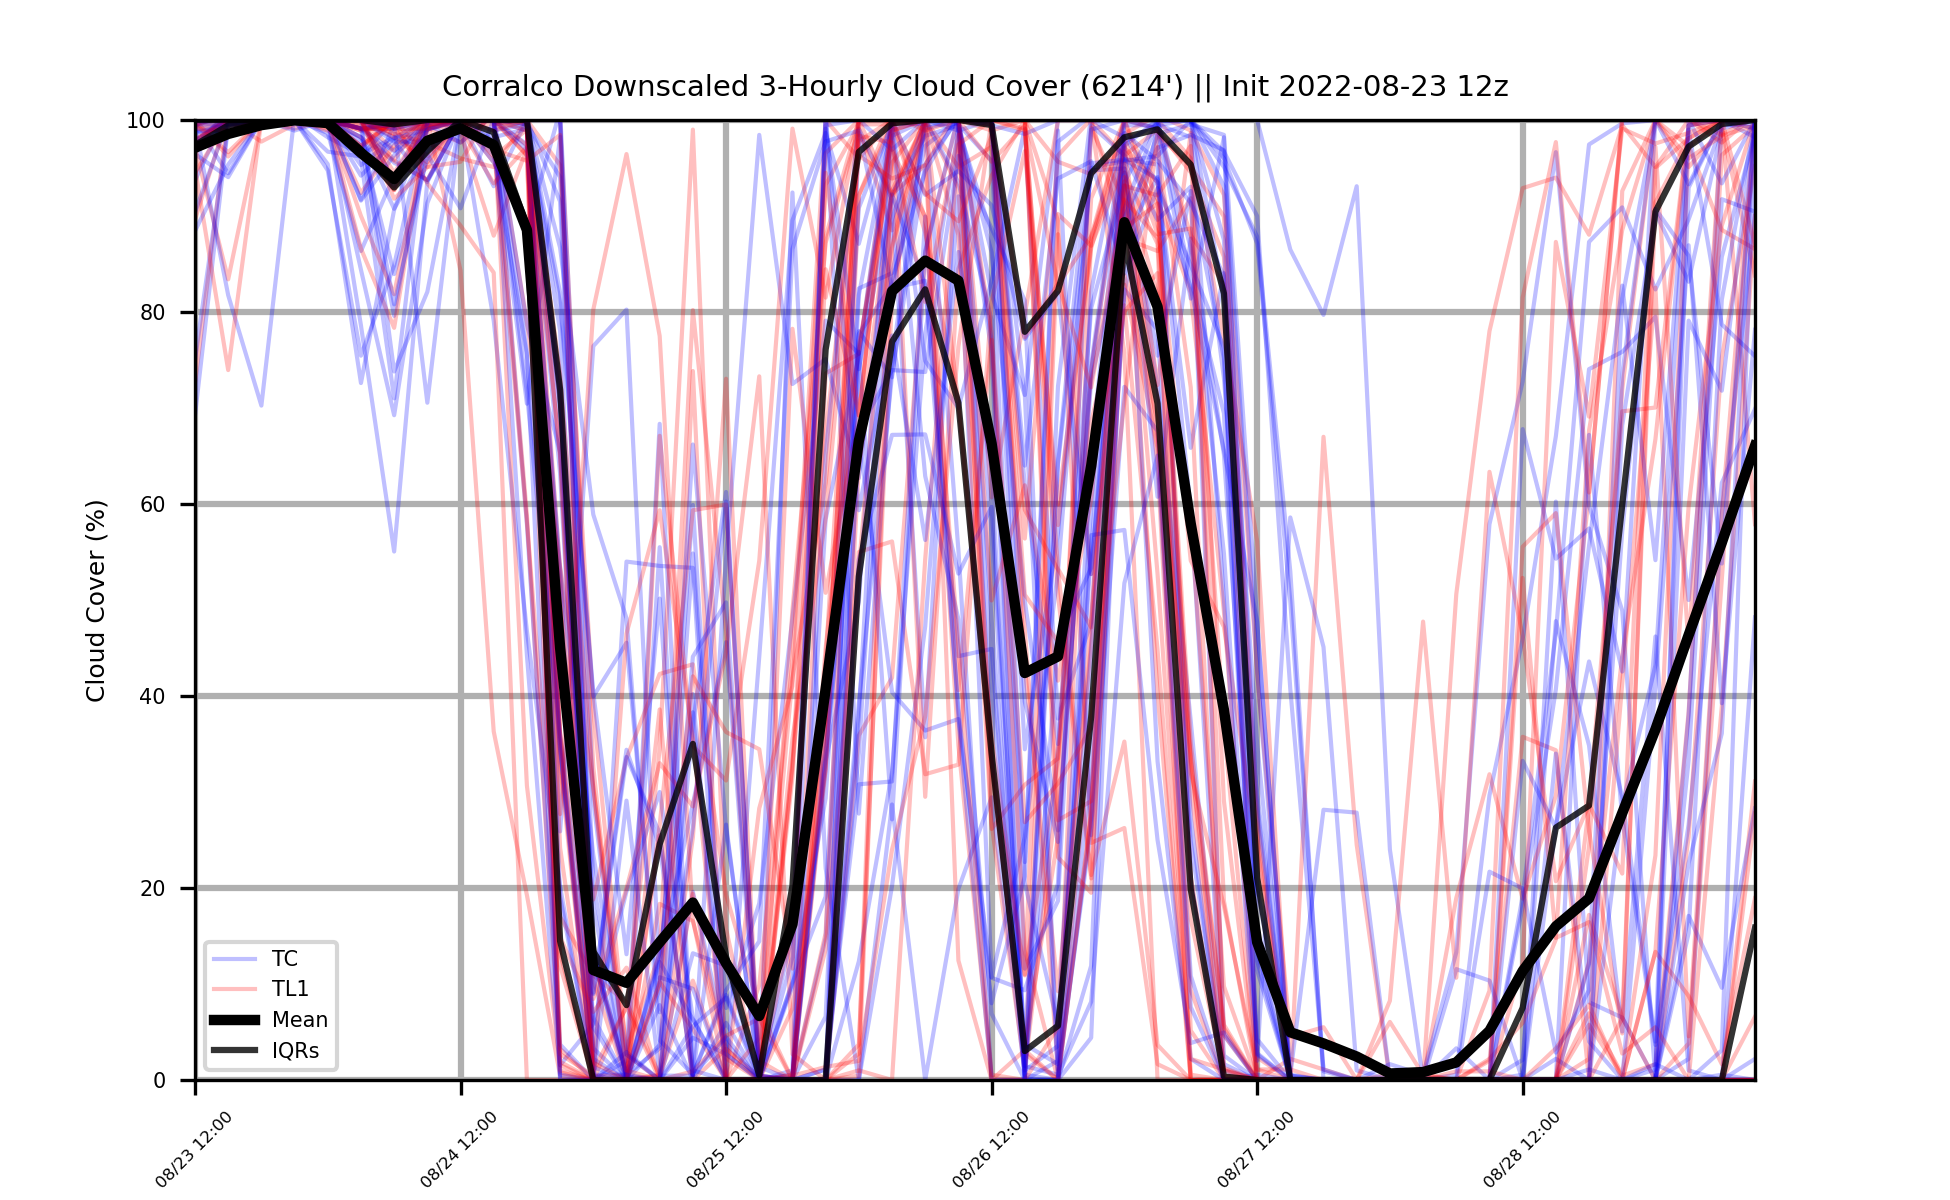 Corralco Downscaled 3-Hourly Cloud Cover (6214') || Init 2022-08-23 12z
100
80
60
40
20
0
Cloud Cover (%)
TC
TL1
Mean
IQRs
08/23 12:00
08/24 12:00
08/25 12:00
08/26 12:00
08/27 12:00
08/28 12:00